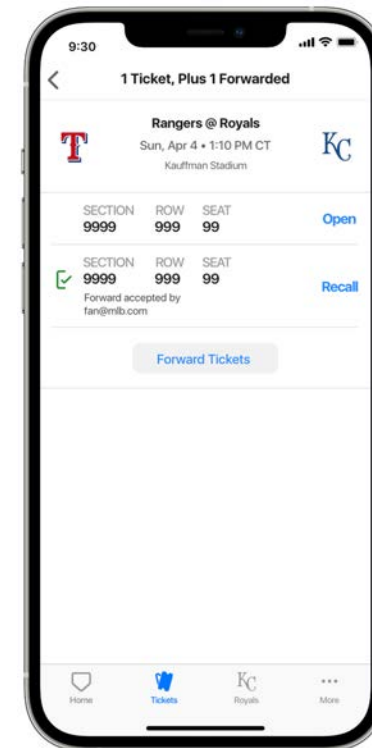 9:30
1 Ticket, Plus 1 Forwarded
Rangers @ Royals
Sun, Apr 4 • 1:10 PM CT
Kauffman Stadium
T
KC
SECTION ROW SEAT
9999 999 99
Open
SECTION ROW SEAT
9999 999 99
Forward accepted by
fan@mlb.com
Recall
Forward Tickets
Home
Tickets
KC
Royals
More